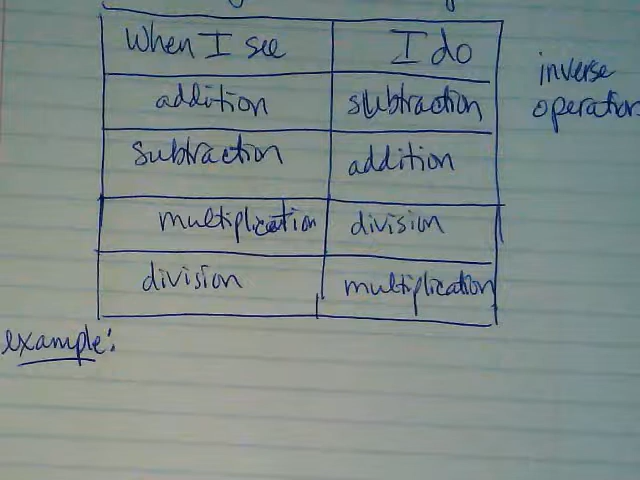 When I see I do
addition subtraction
subtraction addition
multiplication division
division multiplication
inverse
operation
example: